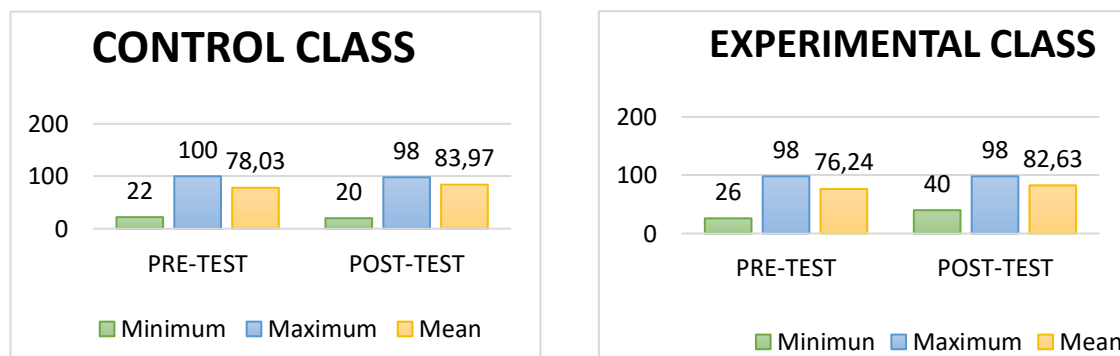 CONTROL CLASS
200
100
0
22
100
78,03
20
98
83,97
PRE-TEST
POST-TEST
Minimum Maximum Mean
EXPERIMENTAL CLASS
200
100
0
26
98
76,24
40
98
82,63
PRE-TEST
POST-TEST
Minimun Maximum Mean